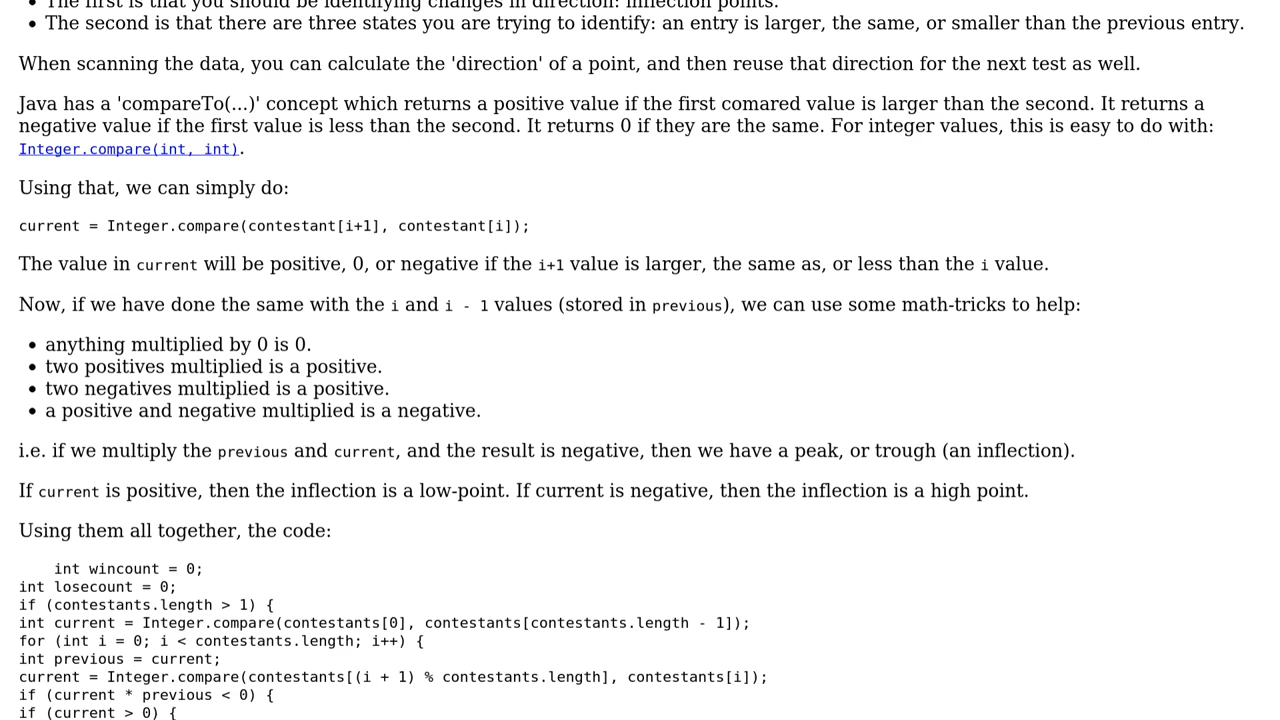 • The first is that you should be identifying changes in direction: inflection points.
• The second is that there are three states you are trying to identify: an entry is larger, the same, or smaller than the previous entry.
When scanning the data, you can calculate the 'direction' of a point, and then reuse that direction for the next test as well.
Java has a 'compareTo(...)' concept which returns a positive value if the first comared value is larger than the second. It returns a
negative value if the first value is less than the second. It returns 0 if they are the same. For integer values, this is easy to do with:
Integer.compare(int, int).
Using that, we can simply do:
current = Integer.compare(contestant[i+1], contestant[i]);
The value in current will be positive, 0, or negative if the i+1 value is larger, the same as, or less than the i value.
Now, if we have done the same with the i and i - 1 values (stored in previous), we can use some math-tricks to help:
• anything multiplied by 0 is 0.
• two positives multiplied is a positive.
• two negatives multiplied is a positive.
• a positive and negative multiplied is a negative.
i.e. if we multiply the previous and current, and the result is negative, then we have a peak, or trough (an inflection).
If current is positive, then the inflection is a low-point. If current is negative, then the inflection is a high point.
Using them all together, the code:
int wincount = 0;
int losecount = 0;
if (contestants.length > 1) {
int current = Integer.compare(contestants[0], contestants[contestants.length - 1]);
for (int i = 0; i < contestants.length; i++) {
int previous = current;
current = Integer.compare(contestants[(i + 1) % contestants.length], contestants[i]);
if (current * previous < 0) {
if (current > 0) {